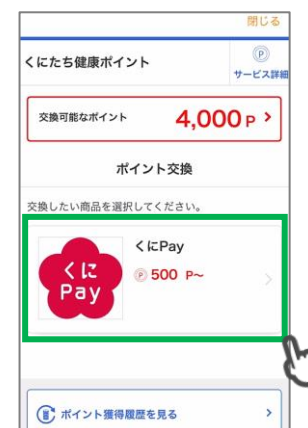 閉じる
くにたち健康ポイント
P
サービス詳細
交換可能なポイント 4,000 P >
ポイント交換
交換したい商品を選択してください。
くにPay
P 500 P~
くに
Pay
ポイント獲得履歴を見る >